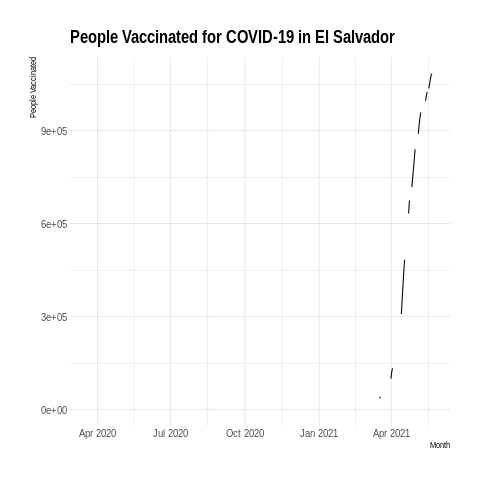 People Vaccinated for COVID-19 in El Salvador
People Vaccinated
9e+05
6e+05
3e+05
0e+00
Apr 2020 Jul 2020 Oct 2020 Jan 2021 Apr 2021
Month